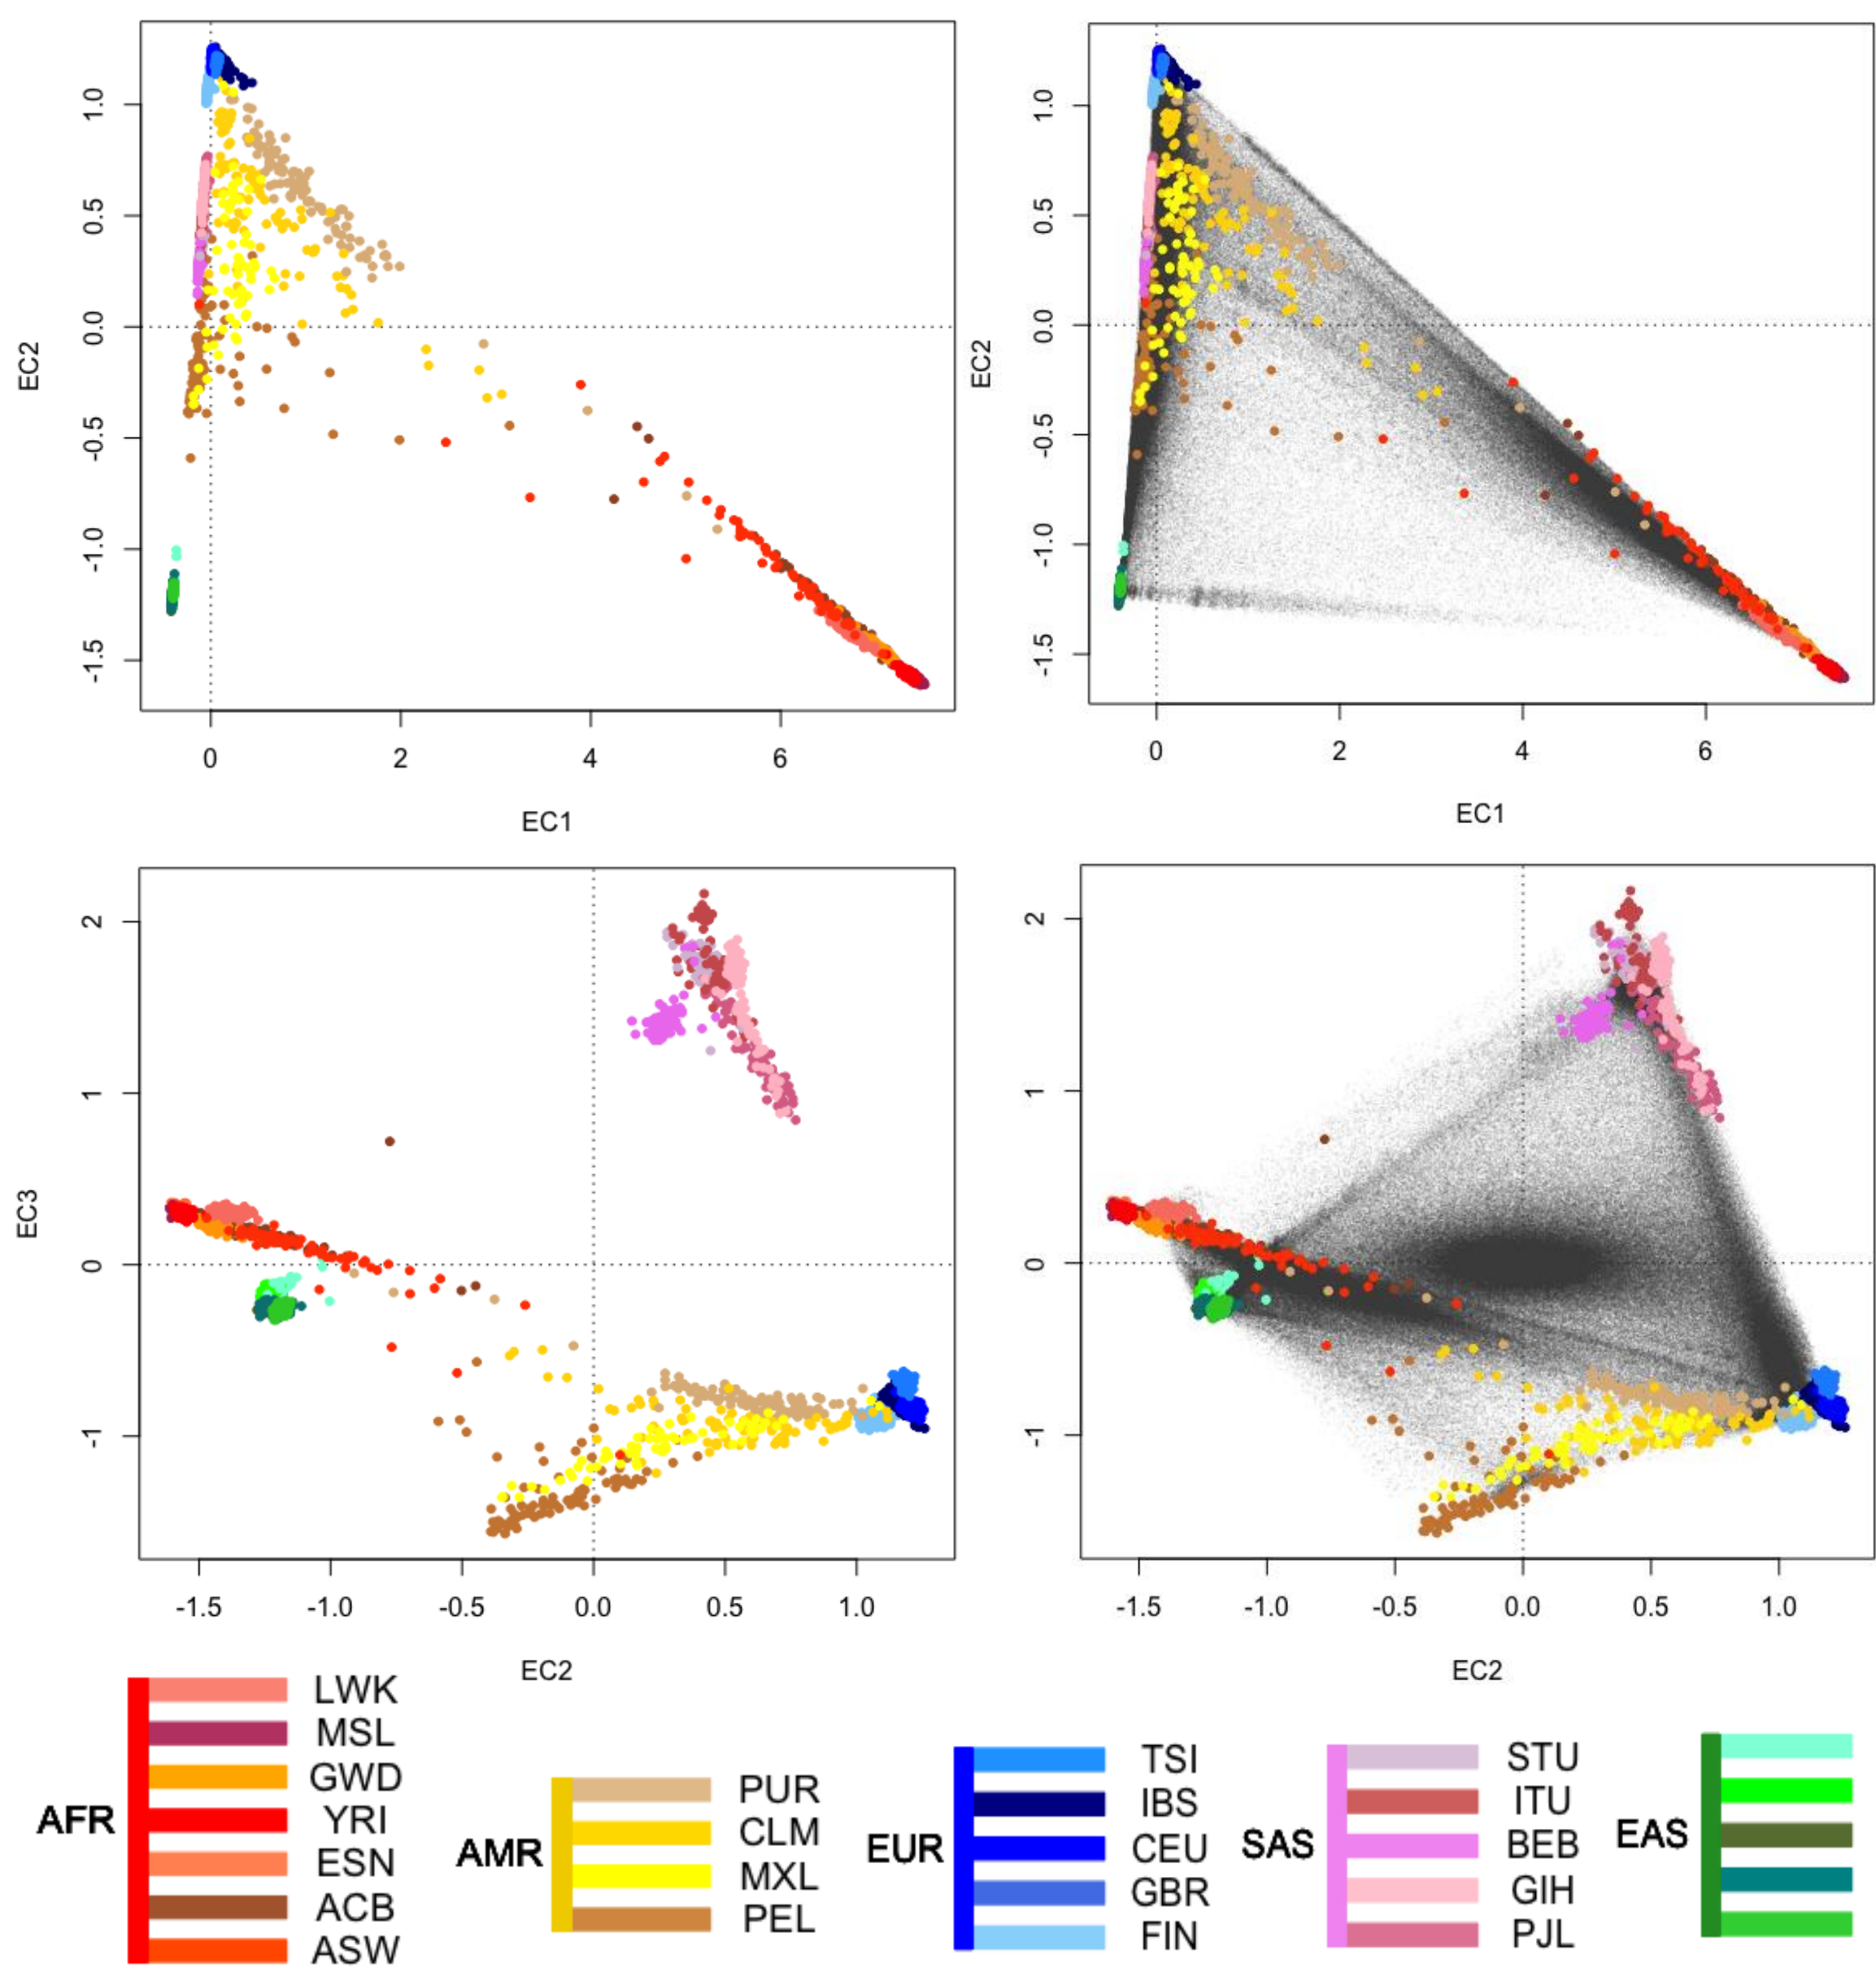 1.0
0.5
0.0
-0.5
-1.0
-1.5
EC2
0 2 4 6
EC1
1.0
0.5
0.0
-0.5
-1.0
-1.5
EC2
0 2 4 6
EC1
2
1
0
-1
EC3
-1.5 -1.0 -0.5 0.0 0.5 1.0
EC2
2
1
0
-1
-1.5 -1.0 -0.5 0.0 0.5 1.0
EC2
AFR
LWK
MSL
GWD
YRI
ESN
ACB
ASW
AMR
PUR
CLM
MXL
PEL
EUR
TSI
IBS
CEU
GBR
FIN
SAS
STU
ITU
BEB
GIH
PJL
EAS